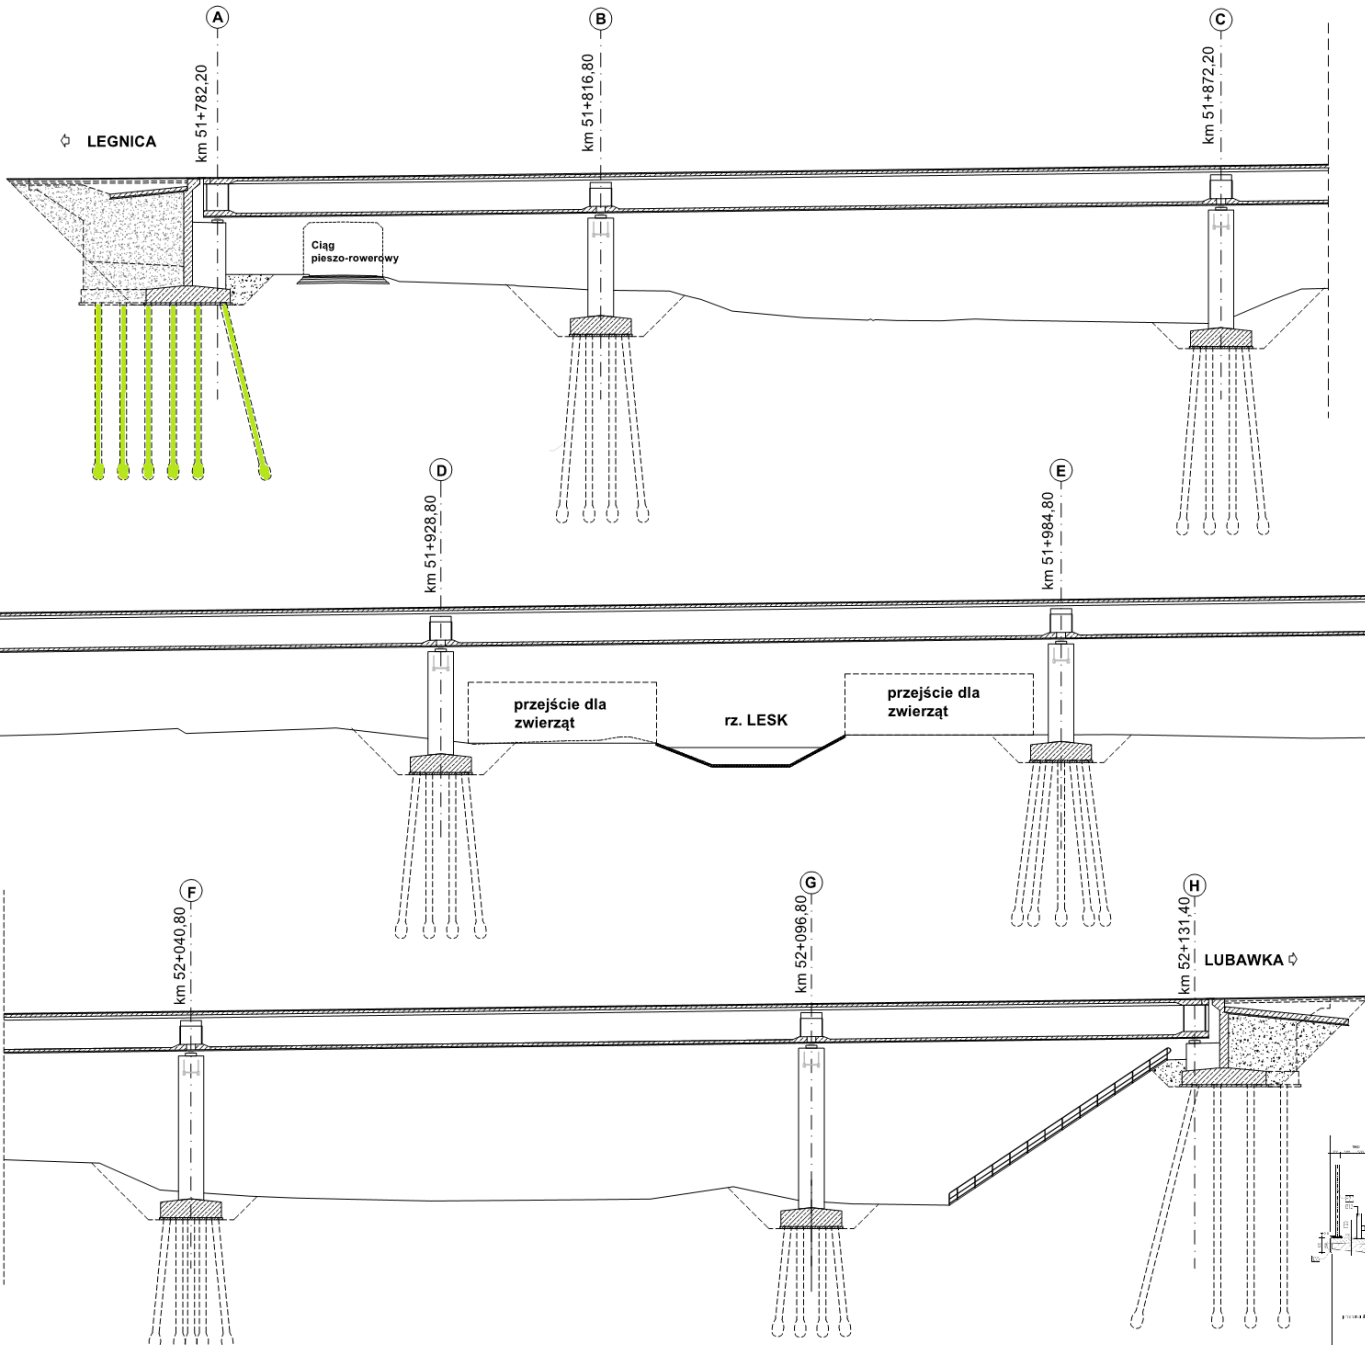 A
B
C
km 51+782,20
km 51+816,80
km 51+872,20
LEGNICA
Ciąg
pieszo-rowerowy
D
E
km 51+928,80
km 51+984,80
przejście dla
zwierząt
rz. LESK
przejście dla
zwierząt
F
G
H
km 52+040,80
km 52+096,80
km 52+131,40
LUBAWKA